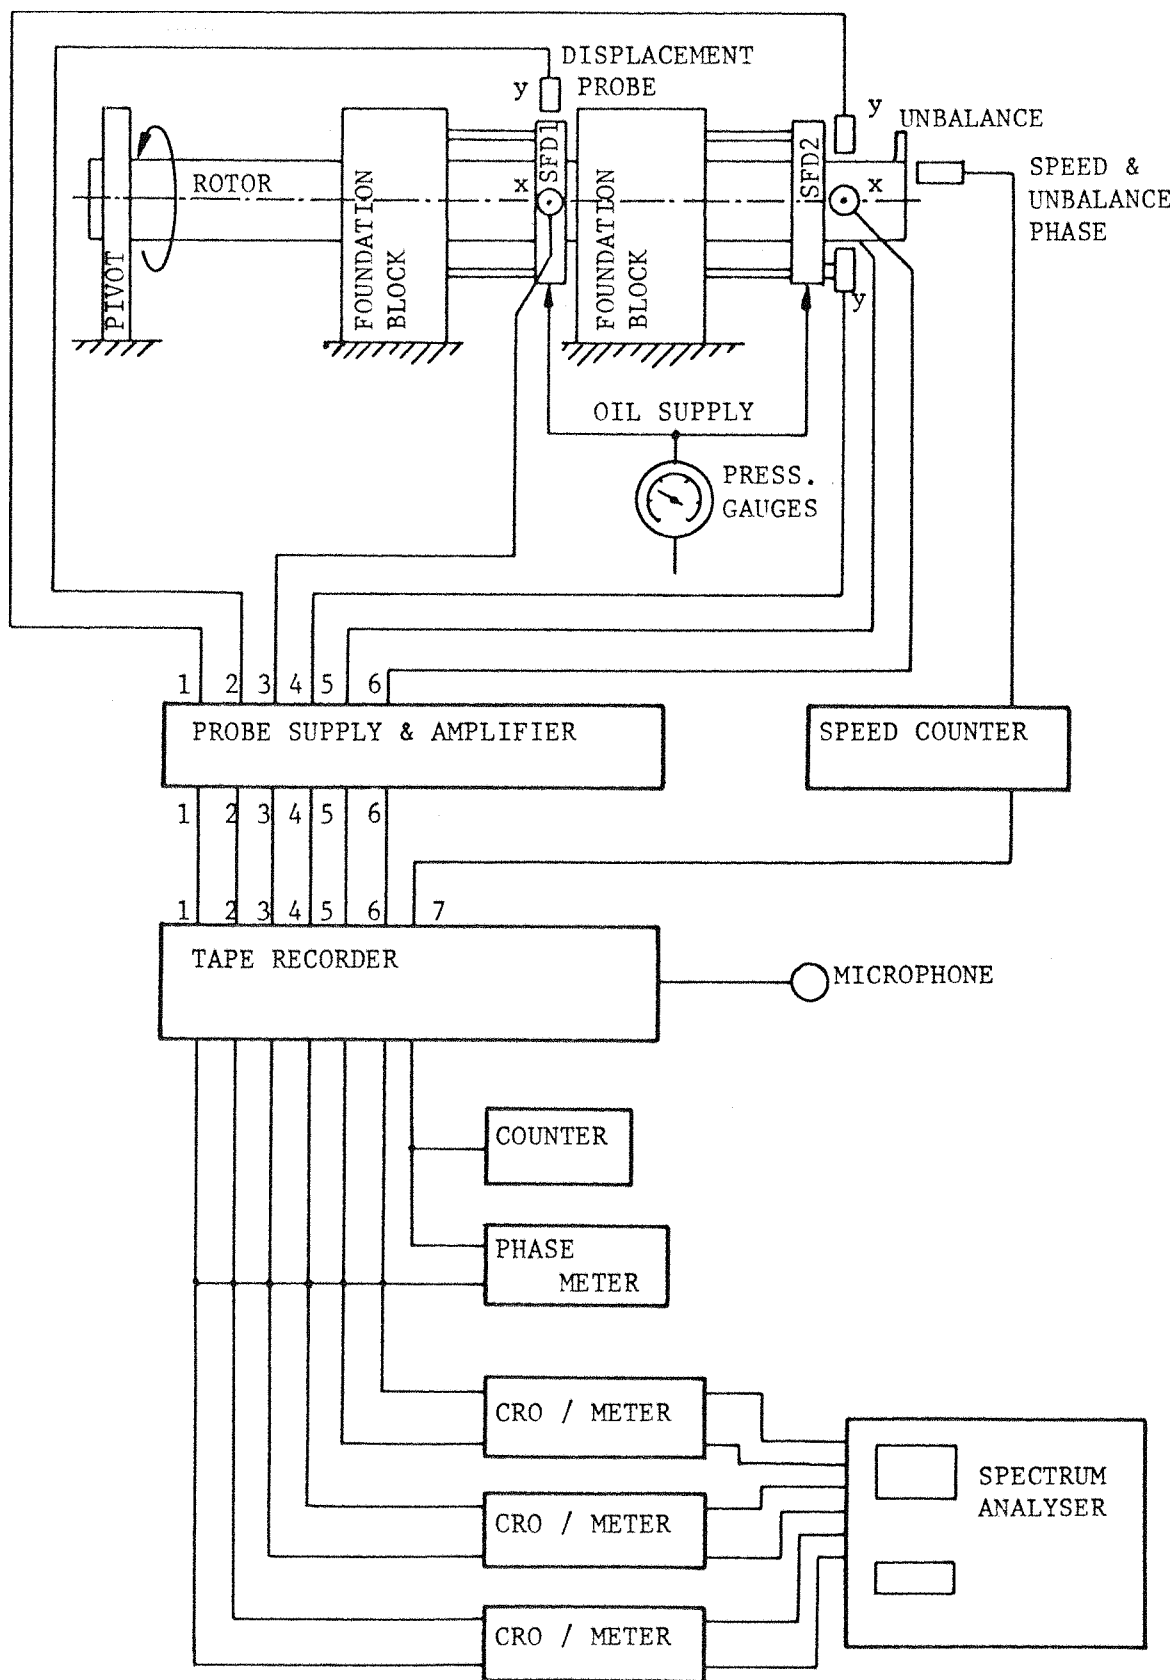 DISPLACEMENT
PROBE
y
y
UNBALANCE
SPEED &
UNBALANCE
PHASE
ROTOR
x
SFD1
SFD2
x
PIVOT
FOUNDATION
BLOCK
FOUNDATION
BLOCK
y
OIL SUPPLY
PRESS.
GAUGES
1 2 3 4 5 6
PROBE SUPPLY & AMPLIFIER
SPEED COUNTER
1 2 3 4 5 6
1 2 3 4 5 6 7
TAPE RECORDER
MICROPHONE
COUNTER
PHASE
METER
CRO / METER
SPECTRUM
ANALYSER
CRO / METER
CRO / METER